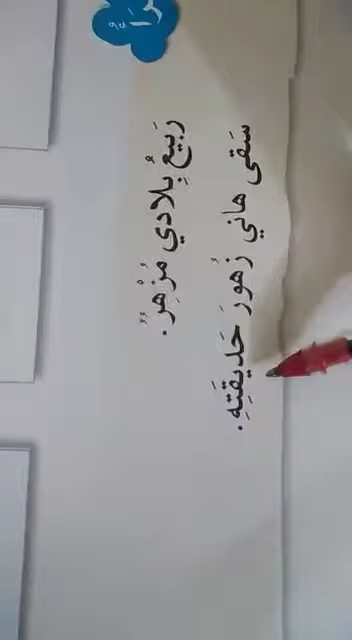 رَبيعُ بِلادي مُزْهِرٌ.
سَقى هاني زُهورَ حَديقَتِهِ.